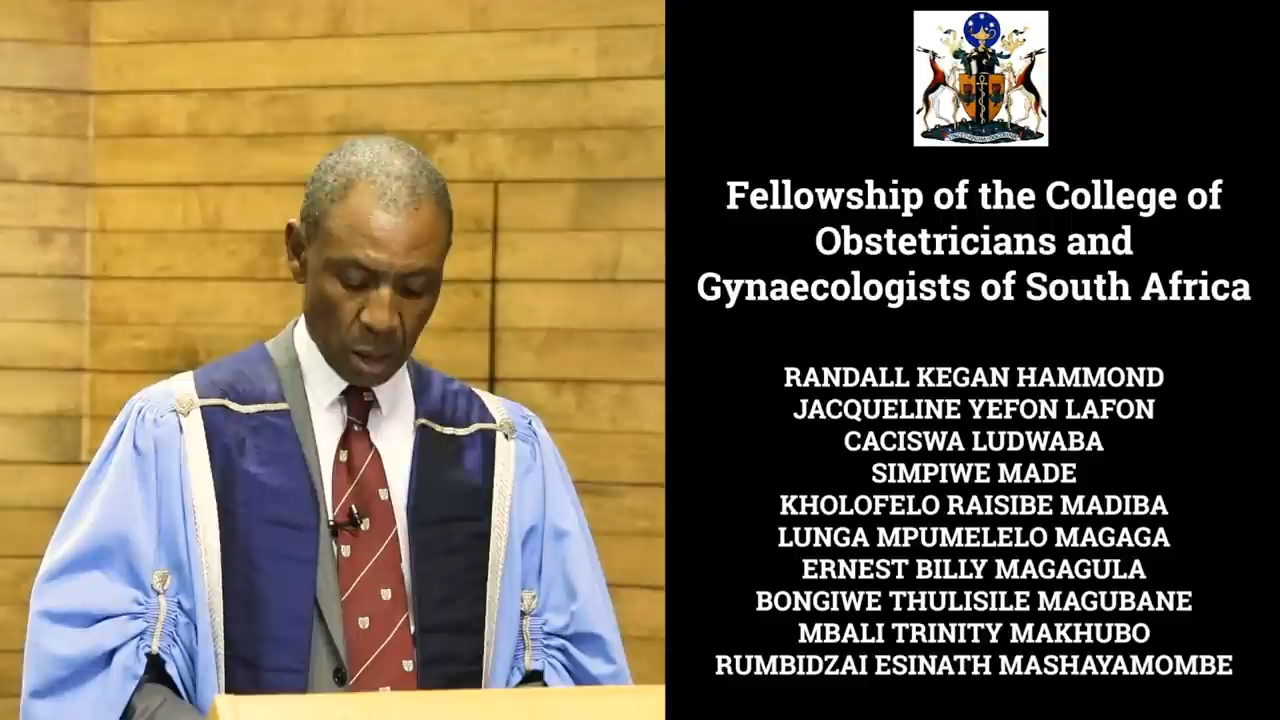 Fellowship of the College of
Obstetricians and
Gynaecologists of South Africa
RANDALL KEGAN HAMMOND
JACQUELINE YEFON LAFON
CACISWA LUDWABA
SIMPIWE MADE
KHOLOFELO RAISIBE MADIBA
LUNGA MPUMELELO MAGAGA
ERNEST BILLY MAGAGULA
BONGIWE THULISILE MAGUBANE
MBALI TRINITY MAKHUBO
RUMBIDZAI ESINATH MASHAYAMOMBE